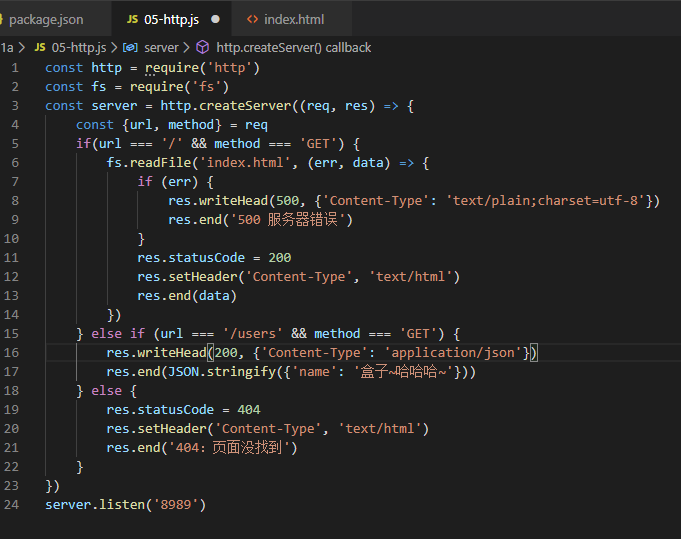 package.json
JS 05-http.js
<> index.html
1a > JS 05-http.js > server > http.createServer() callback
1 const http = require('http')
2 const fs = require('fs')
3 const server = http.createServer((req, res) => {
4 const {url, method} = req
5 if(url === '/' && method === 'GET') {
6 fs.readFile('index.html', (err, data) => {
7 if (err) {
8 res.writeHead(500, {'Content-Type': 'text/plain;charset=utf-8'})
9 res.end('500 服务器错误')
10 }
11 res.statusCode = 200
12 res.setHeader('Content-Type', 'text/html')
13 res.end(data)
14 })
15 } else if (url === '/users' && method === 'GET') {
16 res.writeHead(200, {'Content-Type': 'application/json'})
17 res.end(JSON.stringify({'name': '盒子~哈哈哈~'}))
18 } else {
19 res.statusCode = 404
20 res.setHeader('Content-Type', 'text/html')
21 res.end('404: 页面没找到')
22 }
23 })
24 server.listen('8989')